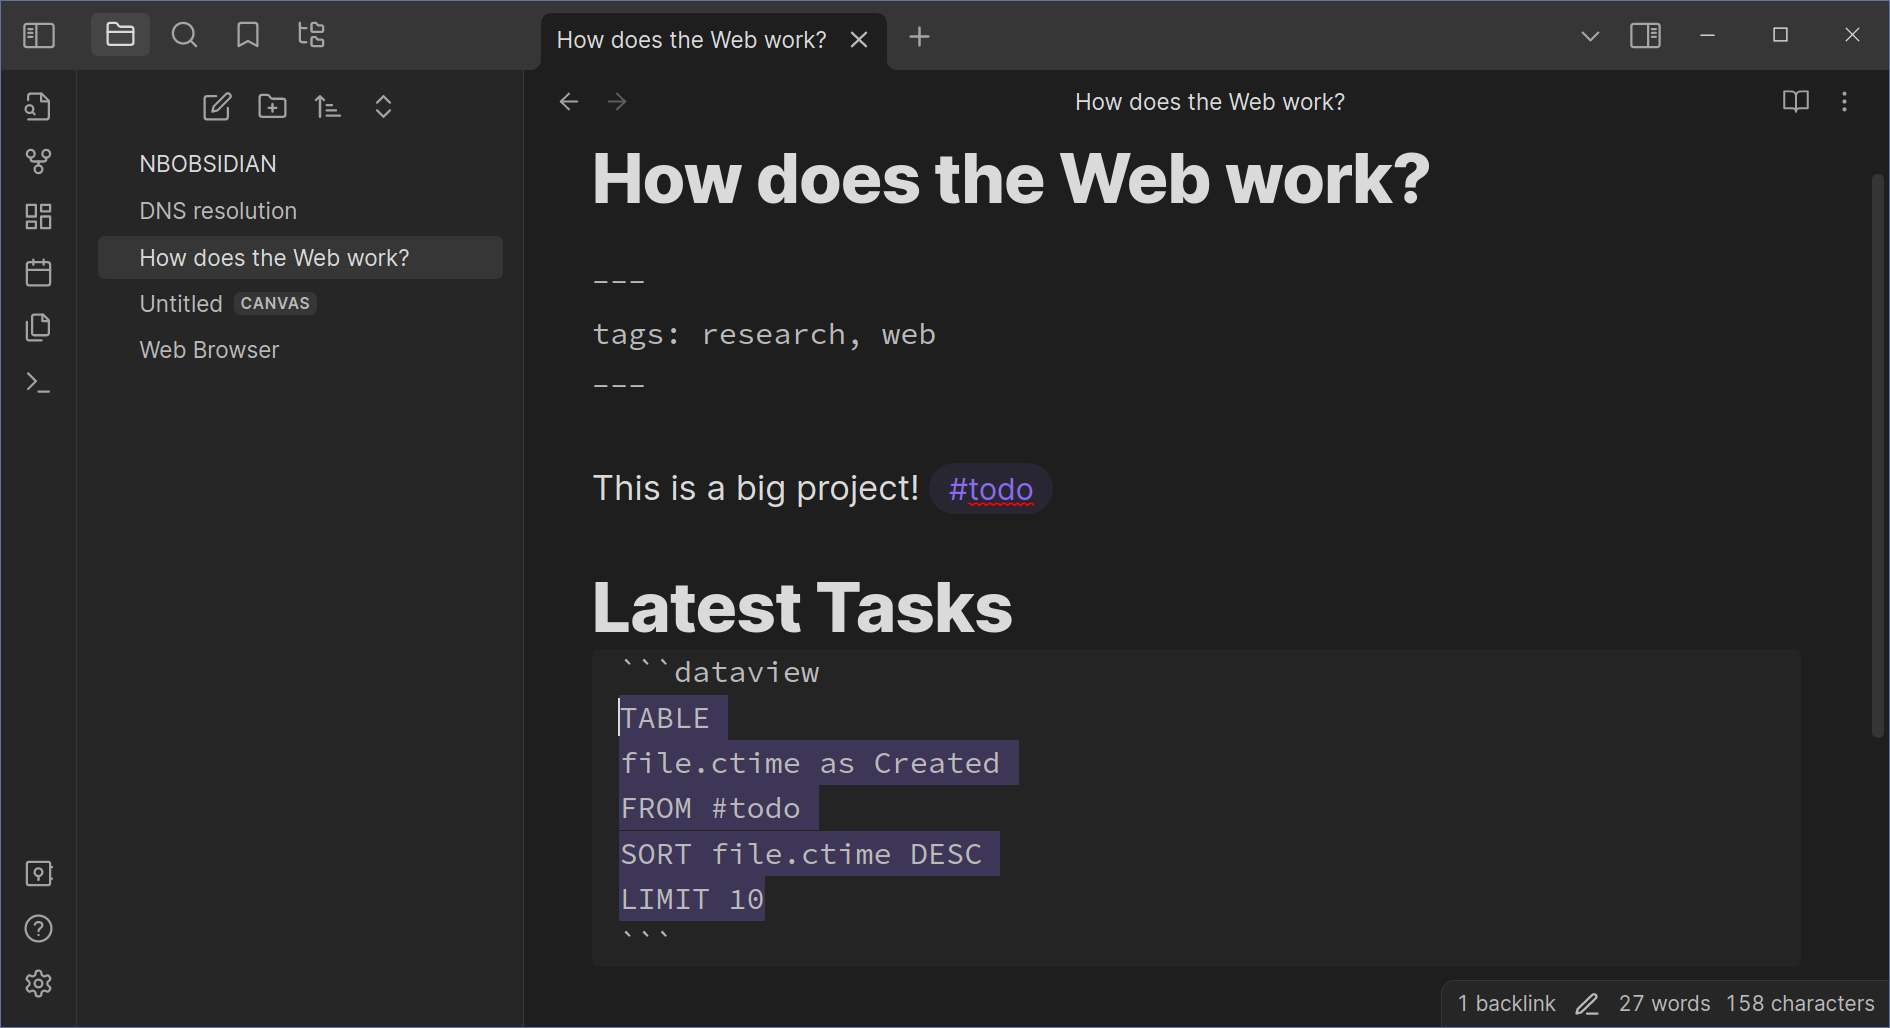 How does the Web work?
How does the Web work?
NBOBSIDIAN
DNS resolution
How does the Web work?
Untitled CANVAS
Web Browser
How does the Web work?
---
tags: research, web
---
This is a big project! #todo
Latest Tasks
```dataview
TABLE
file.ctime as Created
FROM #todo
SORT file.ctime DESC
LIMIT 10
```
1 backlink 27 words 158 characters